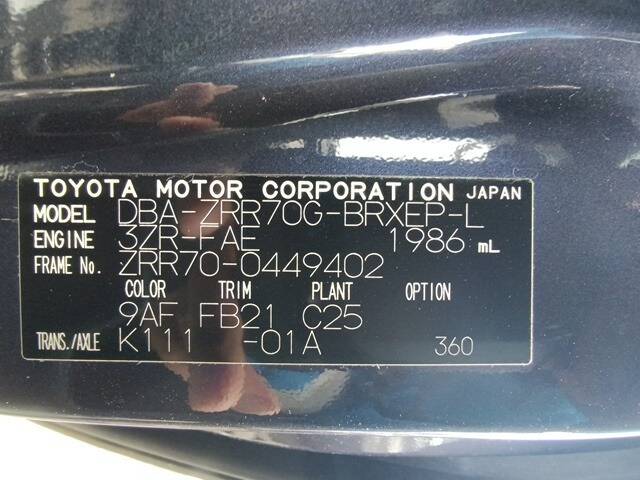 TOYOTA MOTOR CORPORATION JAPAN
MODEL DBA-ZRR70G-BRXEP-L
ENGINE 3ZR-FAE 1986 mL
FRAME No. ZRR70-0449402
COLOR TRIM PLANT OPTION
9AF FB21 C25
TRANS./AXLE K111 -01A 360